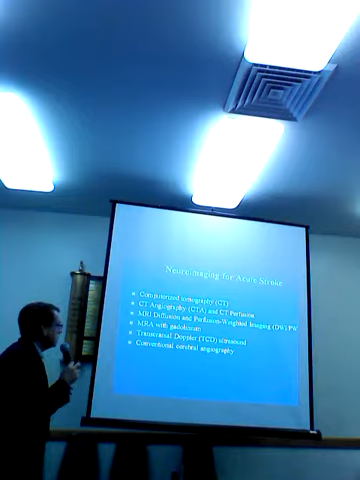 Neuroimaging for Acute Stroke
Computerized tomography (CT)
CT Angiography (CTA) and CT Perfusion
MRI Diffusion and Perfusion-Weighted Imaging (DWI/PW
MRA with gadolinium
Transcranial Doppler (TCD) ultrasound
Conventional cerebral angiography